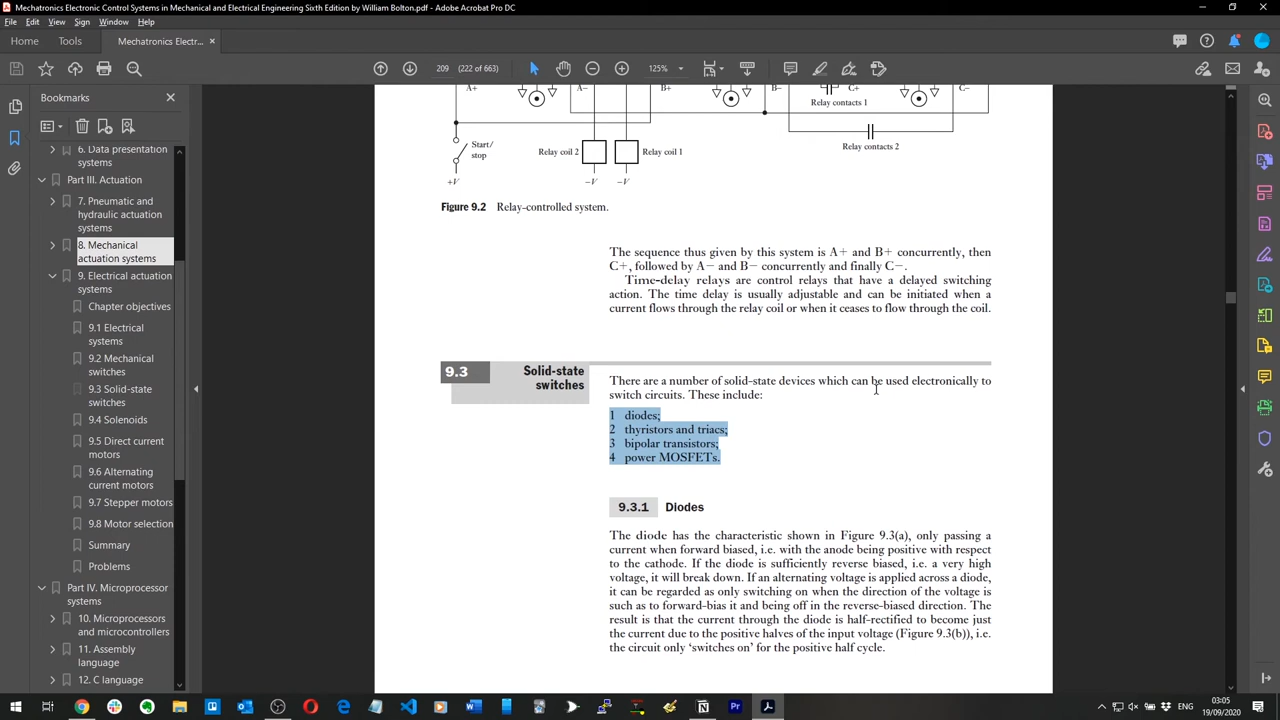 Mechatronics Electronic Control Systems in Mechanical and Electrical Engineering Sixth Edition by William Bolton.pdf - Adobe Acrobat Pro DC
File Edit View Sign Window Help
Home Tools Mechatronics Electr... ×
209 (222 of 663) 125%
Bookmarks
6. Data presentation
systems
Part III. Actuation
7. Pneumatic and
hydraulic actuation
systems
8. Mechanical
actuation systems
9. Electrical actuation
systems
Chapter objectives
9.1 Electrical
systems
9.2 Mechanical
switches
9.3 Solid-state
switches
9.4 Solenoids
9.5 Direct current
motors
9.6 Alternating
current motors
9.7 Stepper motors
9.8 Motor selection
Summary
Problems
Part IV. Microprocessor
systems
10. Microprocessors
and microcontrollers
11. Assembly
language
12. C language
A+ A− B+ B− C+ C−
Relay contacts 1
Relay contacts 2
Start/
stop
Relay coil 2 Relay coil 1
+V −V −V
Figure 9.2 Relay-controlled system.
The sequence thus given by this system is A+ and B+ concurrently, then
C+, followed by A− and B− concurrently and finally C−.
Time-delay relays are control relays that have a delayed switching
action. The time delay is usually adjustable and can be initiated when a
current flows through the relay coil or when it ceases to flow through the coil.
9.3 Solid-state
switches
There are a number of solid-state devices which can be used electronically to
switch circuits. These include:
1 diodes;
2 thyristors and triacs;
3 bipolar transistors;
4 power MOSFETs.
9.3.1 Diodes
The diode has the characteristic shown in Figure 9.3(a), only passing a
current when forward biased, i.e. with the anode being positive with respect
to the cathode. If the diode is sufficiently reverse biased, i.e. a very high
voltage, it will break down. If an alternating voltage is applied across a diode,
it can be regarded as only switching on when the direction of the voltage is
such as to forward-bias it and being off in the reverse-biased direction. The
result is that the current through the diode is half-rectified to become just
the current due to the positive halves of the input voltage (Figure 9.3(b)), i.e.
the circuit only ‘switches on’ for the positive half cycle.
03:05
19/09/2020